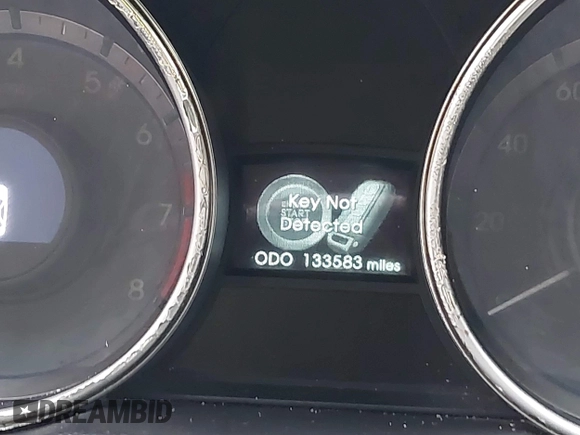 4
5
6
7
8
Key Not
START
Detected
ODO 133583 miles
60
40
20
DREAMBID